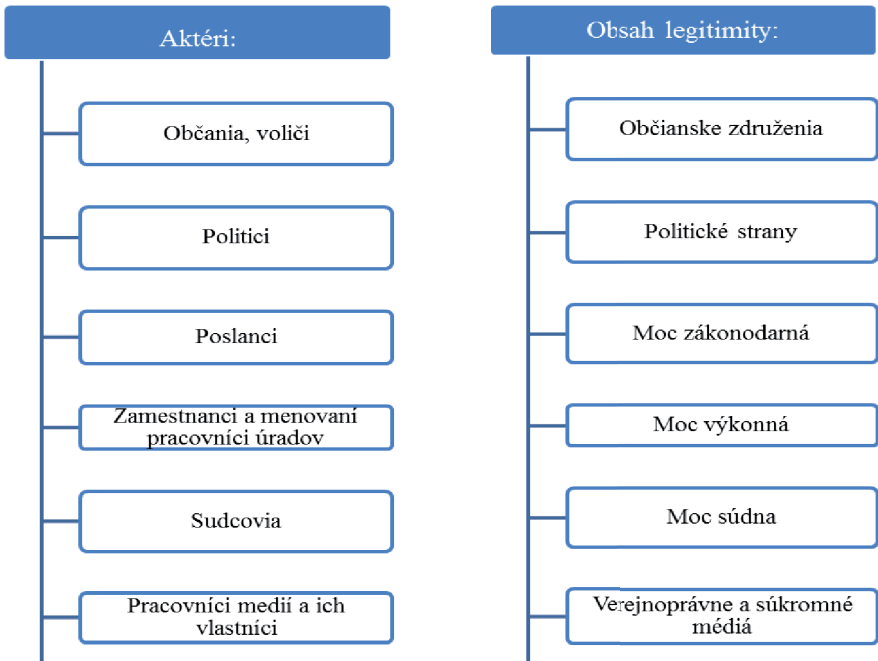 Aktéri:
Občania, voliči
Politici
Poslanci
Zamestnanci a menovaní
pracovníci úradov
Sudcovia
Pracovníci medií a ich
vlastníci
Obsah legitimity:
Občianske združenia
Politické strany
Moc zákonodarná
Moc výkonná
Moc súdna
Verejnoprávne a súkromné
médiá